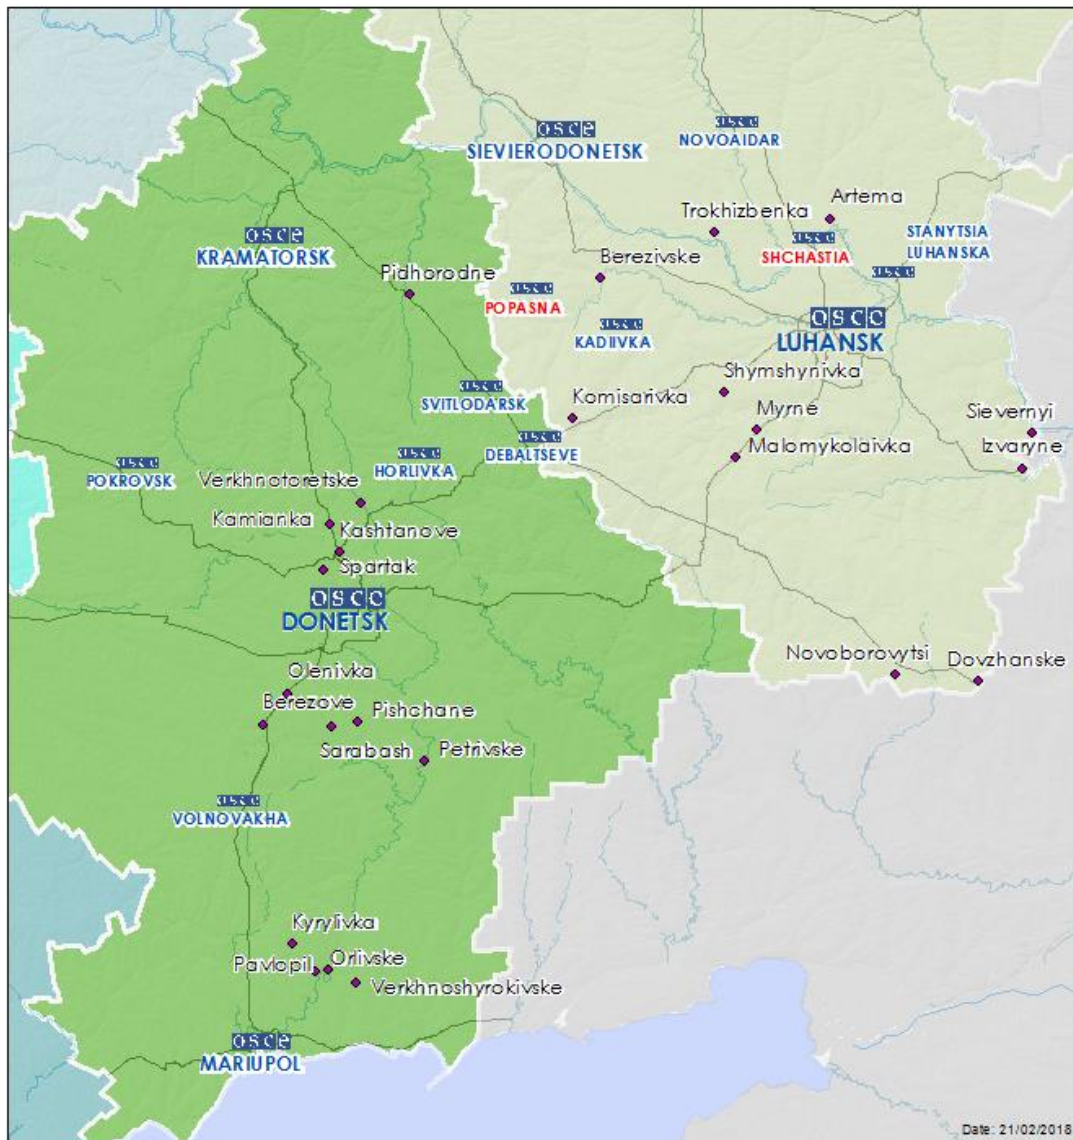 osce
NOVOAIDAR
osce
SIEVIERODONETSK
Artema
Trokhizbenka
osce
KRAMATORSK
osce
SHCHASTIA
STANYTSIA
LUHANSKA
osce
Pidhorodne
Berezivske
osce
POPASNA
osce
KADIIVKA
osce
LUHANSK
Shymshynivka
osce
SVITLODARSK
Komisarivka
Myrne
Sievernyi
osce
DEBALTSEVE
Malomykolaivka
Izvaryne
osce
POKROVSK
osce
HORLIVKA
Verkhnotoretske
Kamianka
Kashtanove
Spartak
osce
DONETSK
Olenivka
Novoborovytsi
Dovzhanske
Berezove
Pishchane
Sarabash
Petrivske
osce
VOLNOVAKHA
Kyrylivka
Pavlopil
Orlivske
Verkhnoshyrokivske
osce
MARIUPOL
Date: 21/02/2018